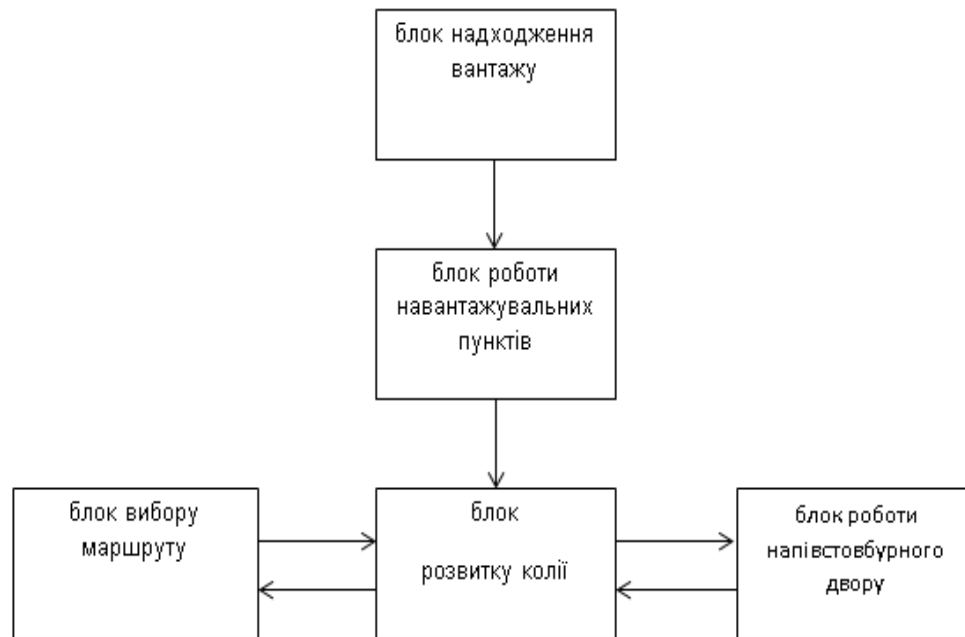 блок надходження
вантажу
блок роботи
навантажувальних
пунктів
блок вибору
маршруту
блок
розвитку колії
блок роботи
напівстовбурного
двору